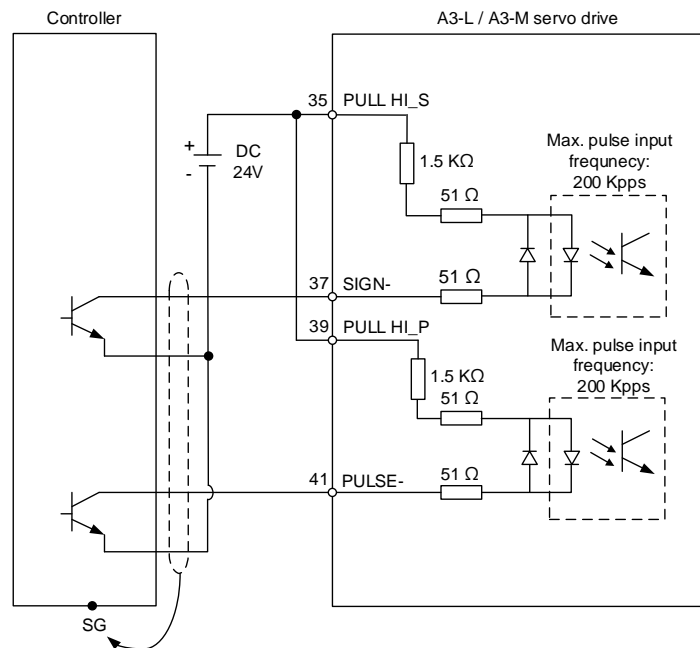 Controller
A3-L / A3-M servo drive
35 PULL HI_S
+
-
DC
24V
1.5 KΩ
51 Ω
Max. pulse input
frequnecy:
200 Kpps
37 SIGN-
51 Ω
39 PULL HI_P
Max. pulse input
frequency:
200 Kpps
1.5 KΩ
51 Ω
41 PULSE-
51 Ω
SG